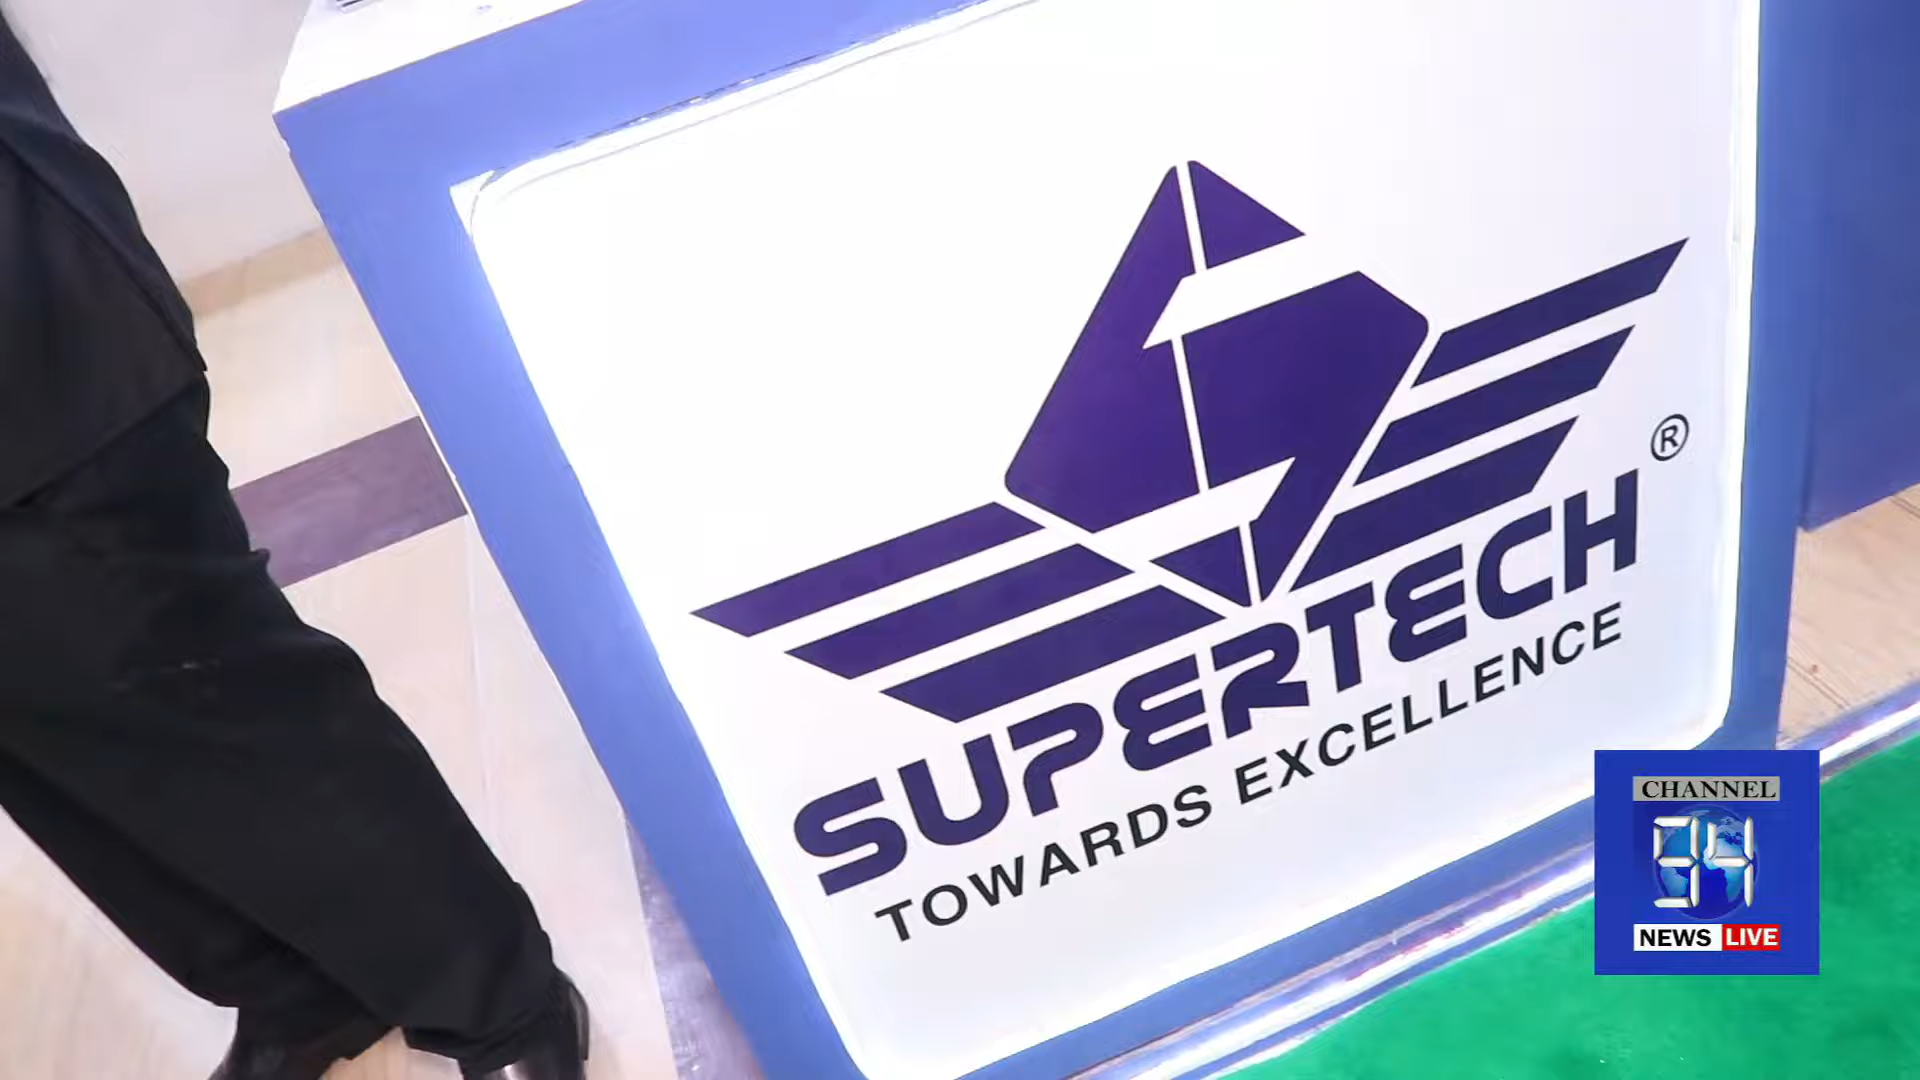 ®
SUPERTECH
TOWARDS EXCELLENCE
CHANNEL
94
NEWS LIVE